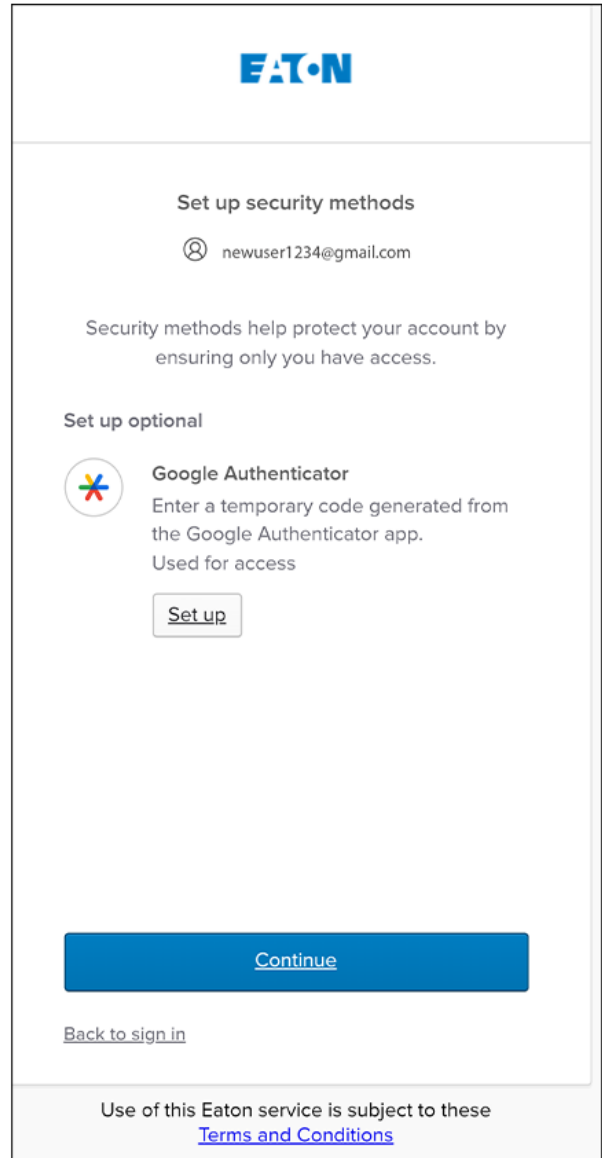 EATON
Set up security methods
newuser1234@gmail.com
Security methods help protect your account by
ensuring only you have access.
Set up optional
Google Authenticator
Enter a temporary code generated from
the Google Authenticator app.
Used for access
Set up
Continue
Back to sign in
Use of this Eaton service is subject to these
Terms and Conditions